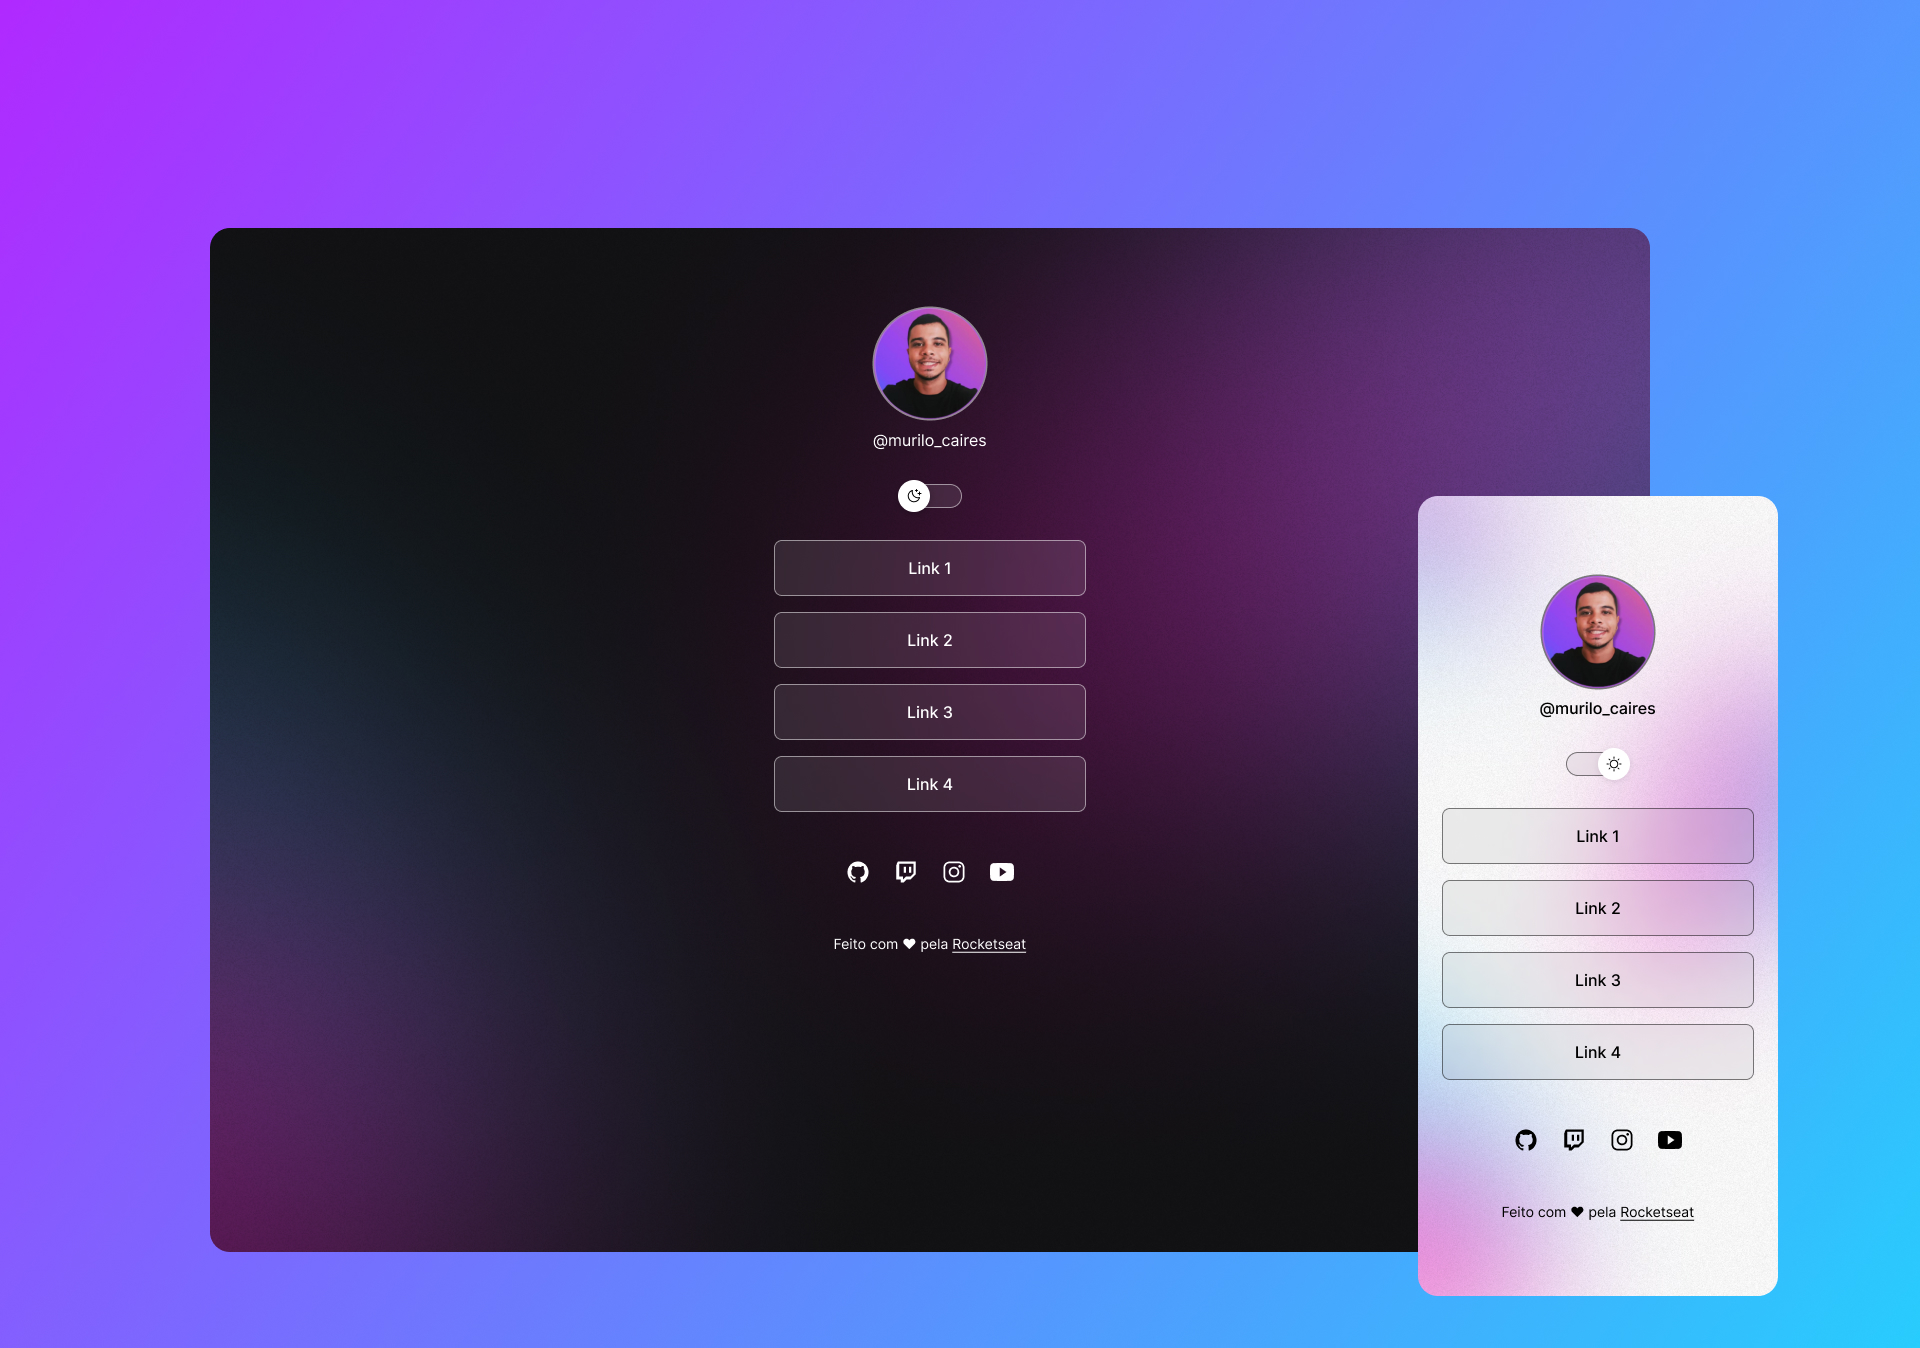 @murilo_caires
Link 1
Link 2
Link 3
Link 4
Feito com ♥ pela Rocketseat
@murilo_caires
Link 1
Link 2
Link 3
Link 4
Feito com ♥ pela Rocketseat